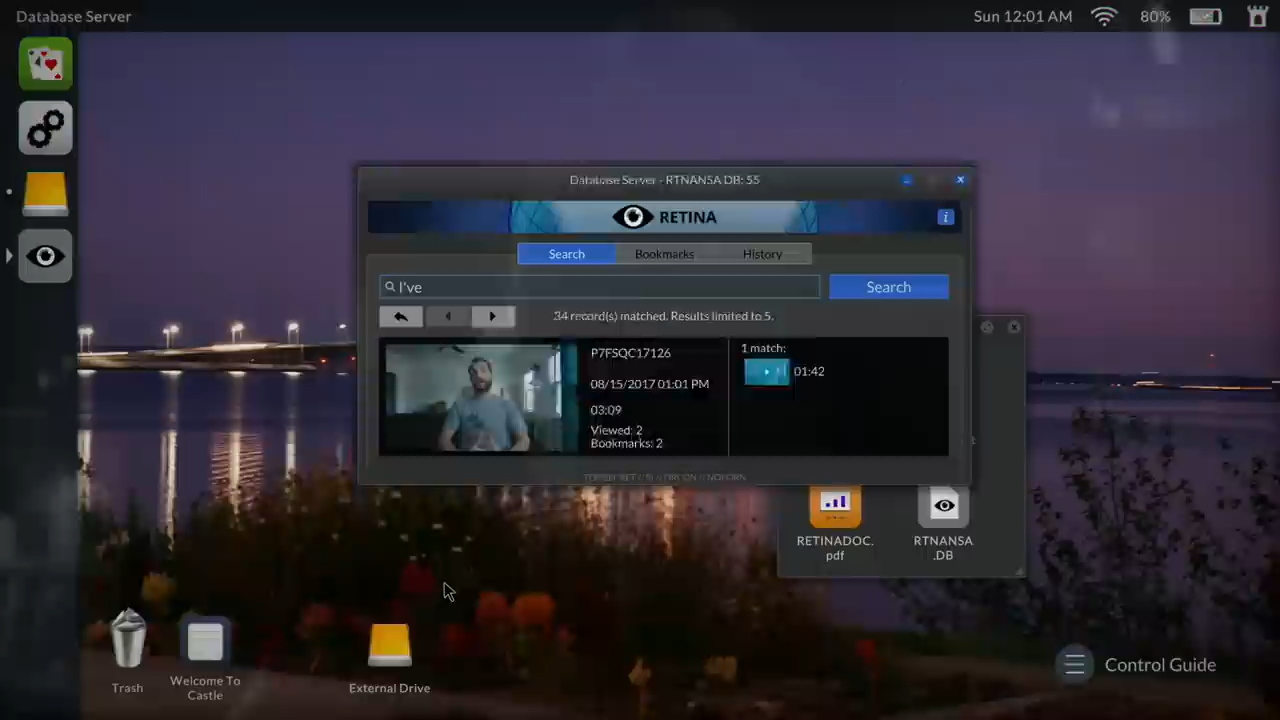 Database Server
Sun 12:01 AM
80%
Database Server - RTNANSA DB: 55
RETINA
i
Search
Bookmarks
History
I've
Search
34 record(s) matched. Results limited to 5.
P7FSQC17126
08/15/2017 01:01 PM
03:09
Viewed: 2
Bookmarks: 2
1 match:
01:42
RETINADOC.
pdf
RTNANSA
.DB
Trash
Welcome To
Castle
External Drive
Control Guide